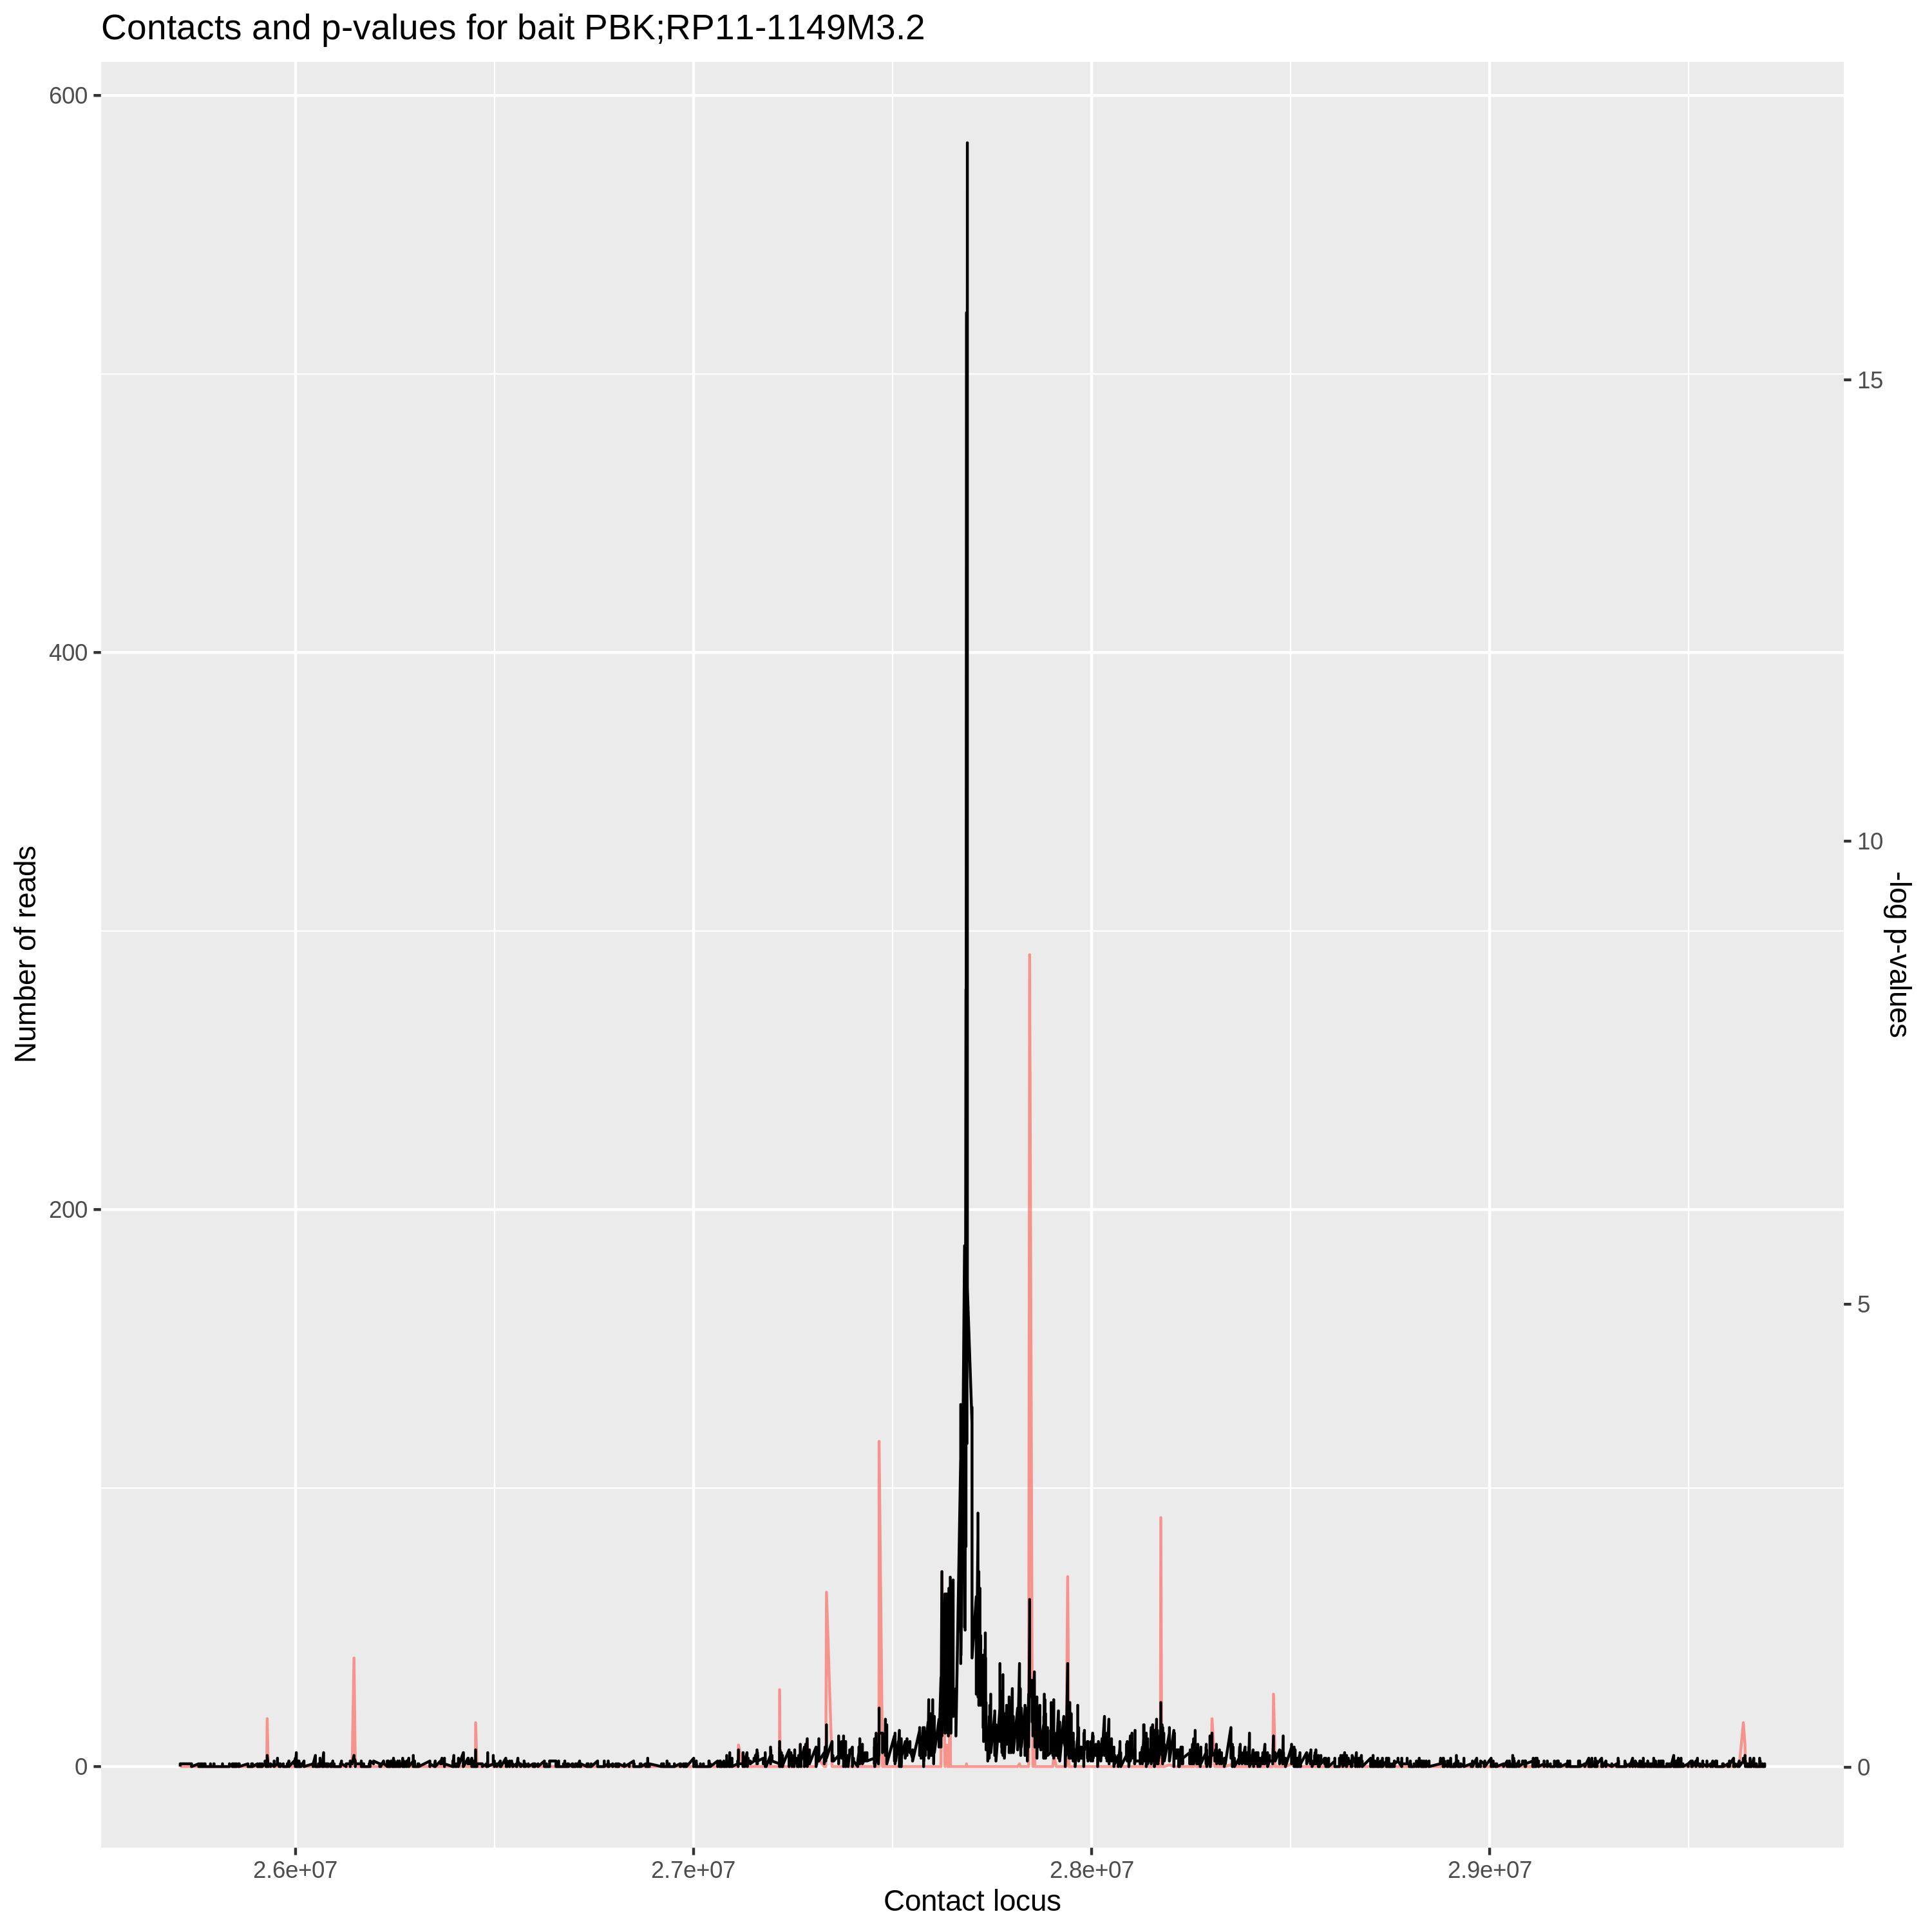 Contacts and p-values for bait PBK;RP11-1149M3.2
600
400
200
0
Number of reads
15
10
5
0
-log p-values
2.6e+07
2.7e+07
2.8e+07
2.9e+07
Contact locus